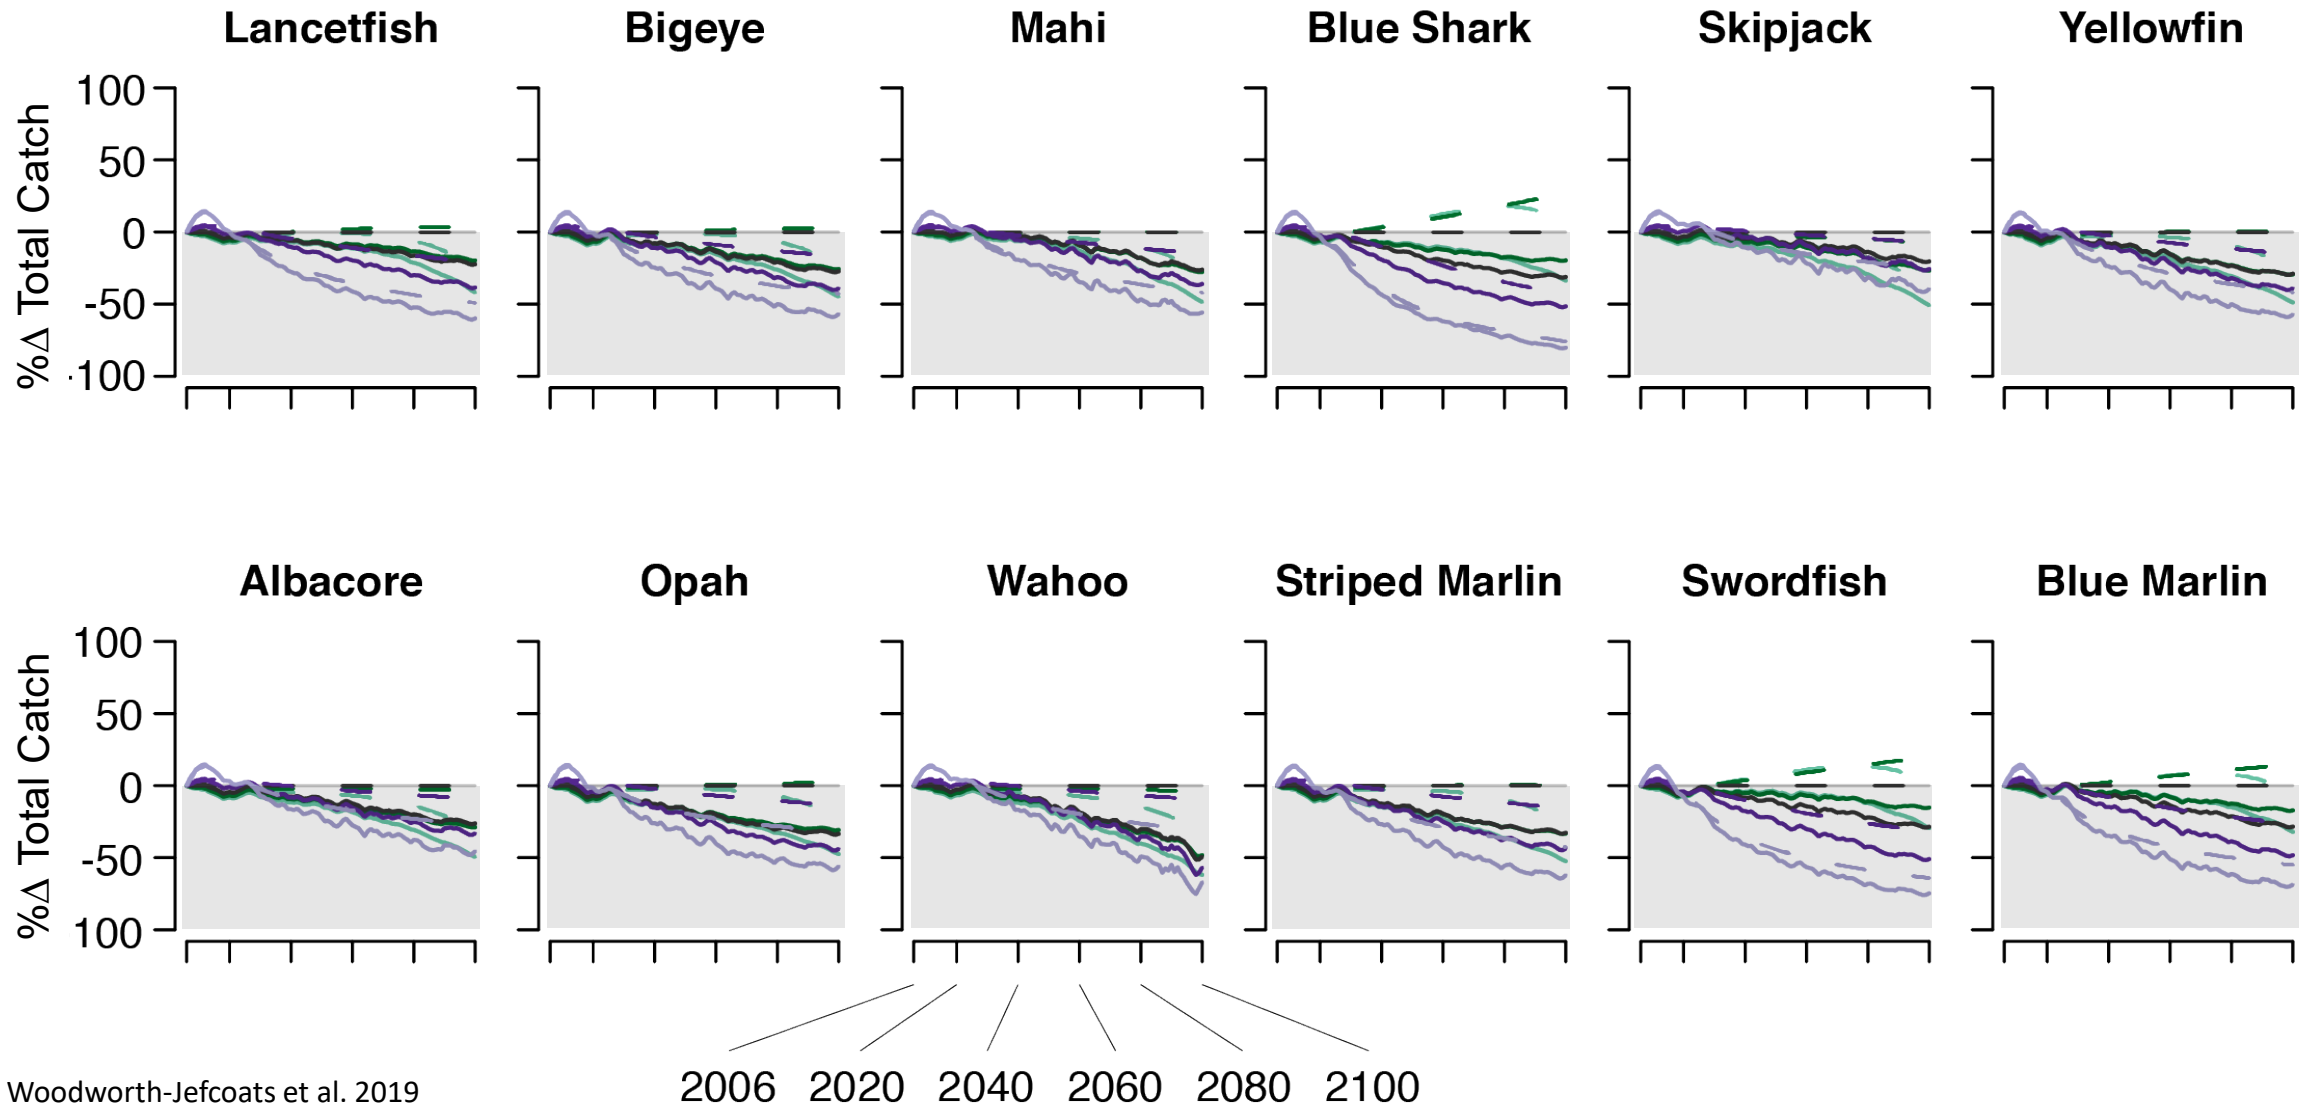 Lancetfish Bigeye Mahi Blue Shark Skipjack Yellowfin
%Δ Total Catch
100
50
0
-50
·100
Albacore Opah Wahoo Striped Marlin Swordfish Blue Marlin
%Δ Total Catch
100
50
0
-50
100
2006 2020 2040 2060 2080 2100
Woodworth-Jefcoats et al. 2019